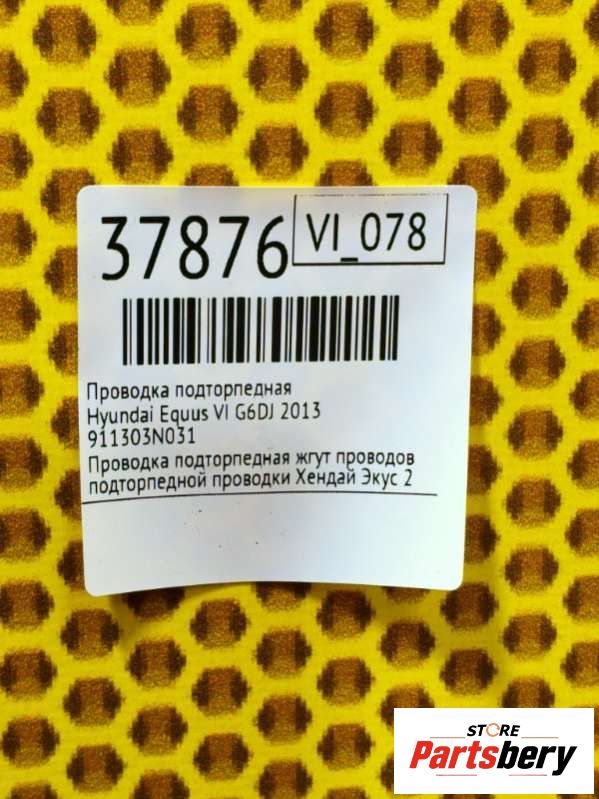 37876
VI_078
Проводка подторпедная
Hyundai Equus VI G6DJ 2013
911303N031
Проводка подторпедная жгут проводов
подторпедной проводки Хендай Экус 2
STORE
Partsbery